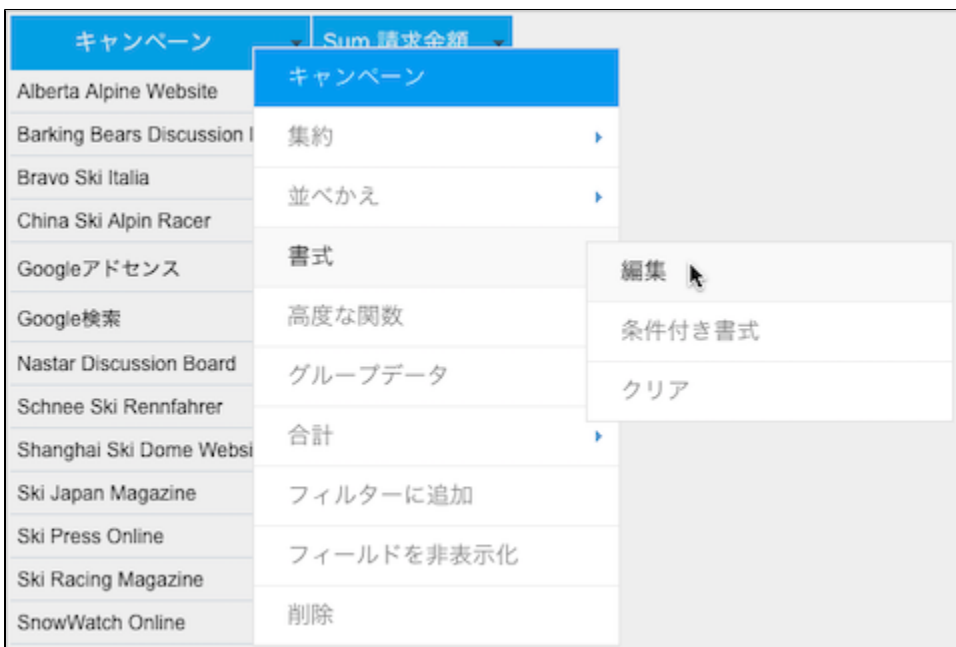 キャンペーン
Sum 請求金額
Alberta Alpine Website
Barking Bears Discussion
Bravo Ski Italia
China Ski Alpin Racer
Googleアドセンス
Google検索
Nastar Discussion Board
Schnee Ski Rennfahrer
Shanghai Ski Dome Websi
Ski Japan Magazine
Ski Press Online
Ski Racing Magazine
SnowWatch Online
キャンペーン
集約
並べかえ
書式
高度な関数
グループデータ
合計
フィルターに追加
フィールドを非表示化
削除
編集
条件付き書式
クリア